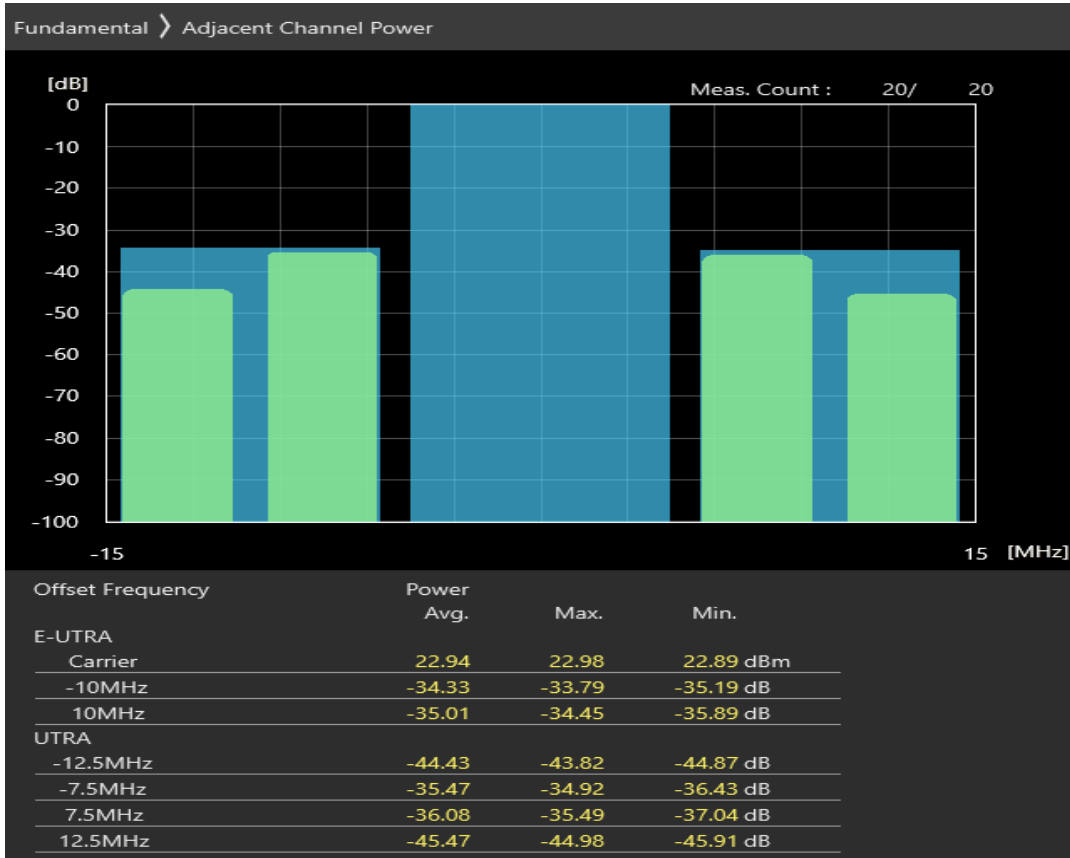 Fundamental ❭ Adjacent Channel Power
[dB]
Meas. Count : 20/ 20
0
-10
-20
-30
-40
-50
-60
-70
-80
-90
-100
-15 15 [MHz]
Offset Frequency Power
Avg. Max. Min.
E-UTRA
Carrier 22.94 22.98 22.89 dBm
-10MHz -34.33 -33.79 -35.19 dB
10MHz -35.01 -34.45 -35.89 dB
UTRA
-12.5MHz -44.43 -43.82 -44.87 dB
-7.5MHz -35.47 -34.92 -36.43 dB
7.5MHz -36.08 -35.49 -37.04 dB
12.5MHz -45.47 -44.98 -45.91 dB